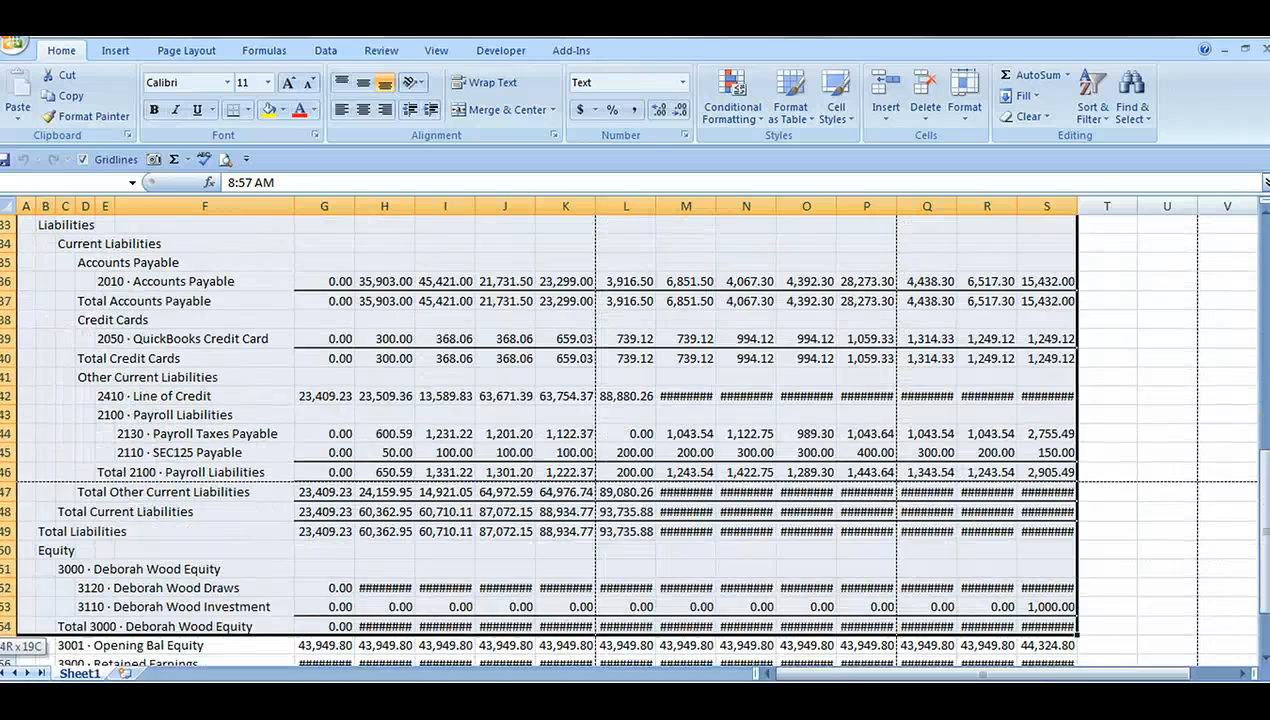 Home Insert Page Layout Formulas Data Review View Developer Add-Ins
Cut Calibri 11 A A Wrap Text Text AutoSum
Copy Fill
Paste Format Painter B I U A Merge & Center $ % , Conditional Formatting Format as Table Cell Styles Insert Delete Format Clear Sort & Filter Find & Select
Clipboard Font Alignment Number Styles Cells Editing
Gridlines Σ ABC
fx 8:57 AM
A B C D E F G H I J K L M N O P Q R S T U V
33 Liabilities
34 Current Liabilities
35 Accounts Payable
36 2010 · Accounts Payable 0.00 35,903.00 45,421.00 21,731.50 23,299.00 3,916.50 6,851.50 4,067.30 4,392.30 28,273.30 4,438.30 6,517.30 15,432.00
37 Total Accounts Payable 0.00 35,903.00 45,421.00 21,731.50 23,299.00 3,916.50 6,851.50 4,067.30 4,392.30 28,273.30 4,438.30 6,517.30 15,432.00
38 Credit Cards
39 2050 · QuickBooks Credit Card 0.00 300.00 368.06 368.06 659.03 739.12 739.12 994.12 994.12 1,059.33 1,314.33 1,249.12 1,249.12
40 Total Credit Cards 0.00 300.00 368.06 368.06 659.03 739.12 739.12 994.12 994.12 1,059.33 1,314.33 1,249.12 1,249.12
41 Other Current Liabilities
42 2410 · Line of Credit 23,409.23 23,509.36 13,589.83 63,671.39 63,754.37 88,880.26 ######## ######## ######## ######## ######## ######## ########
43 2100 · Payroll Liabilities
44 2130 · Payroll Taxes Payable 0.00 600.59 1,231.22 1,201.20 1,122.37 0.00 1,043.54 1,122.75 989.30 1,043.64 1,043.54 1,043.54 2,755.49
45 2110 · SEC125 Payable 0.00 50.00 100.00 100.00 100.00 200.00 200.00 300.00 300.00 400.00 300.00 200.00 150.00
46 Total 2100 · Payroll Liabilities 0.00 650.59 1,331.22 1,301.20 1,222.37 200.00 1,243.54 1,422.75 1,289.30 1,443.64 1,343.54 1,243.54 2,905.49
47 Total Other Current Liabilities 23,409.23 24,159.95 14,921.05 64,972.59 64,976.74 89,080.26 ######## ######## ######## ######## ######## ######## ########
48 Total Current Liabilities 23,409.23 60,362.95 60,710.11 87,072.15 88,934.77 93,735.88 ######## ######## ######## ######## ######## ######## ########
49 Total Liabilities 23,409.23 60,362.95 60,710.11 87,072.15 88,934.77 93,735.88 ######## ######## ######## ######## ######## ######## ########
50 Equity
51 3000 · Deborah Wood Equity
52 3120 · Deborah Wood Draws 0.00 ######## ######## ######## ######## ######## ######## ######## ######## ######## ######## ######## ########
53 3110 · Deborah Wood Investment 0.00 0.00 0.00 0.00 0.00 0.00 0.00 0.00 0.00 0.00 0.00 0.00 1,000.00
54 Total 3000 · Deborah Wood Equity 0.00 ######## ######## ######## ######## ######## ######## ######## ######## ######## ######## ######## ########
4R x 19C 3001 · Opening Bal Equity 43,949.80 43,949.80 43,949.80 43,949.80 43,949.80 43,949.80 43,949.80 43,949.80 43,949.80 43,949.80 43,949.80 43,949.80 44,324.80
56 3900 · Retained Earnings ######## ######## ######## ######## ######## ######## ######## ######## ######## ######## ######## ######## ########
Sheet1